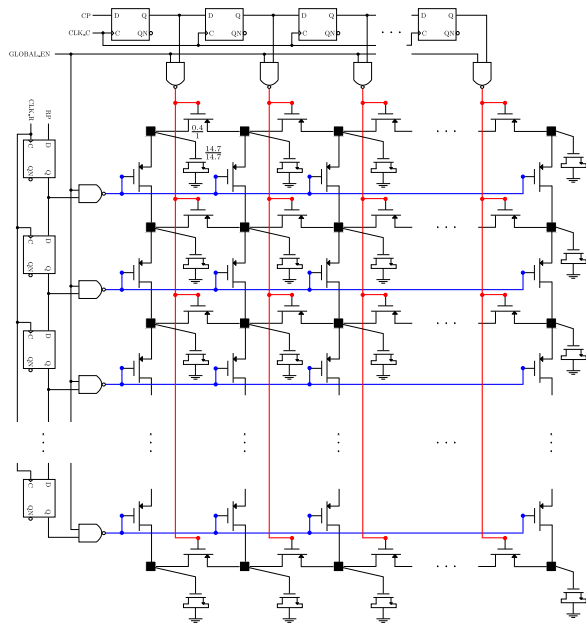 CP
D Q D Q D Q D Q
CLK_C
C QN C QN C QN C QN
. . .
GLOBAL_EN
CLK_R
RP
0.4
1
14.7
14.7
C D
QN Q
C D
QN Q
C D
QN Q
C D
QN Q